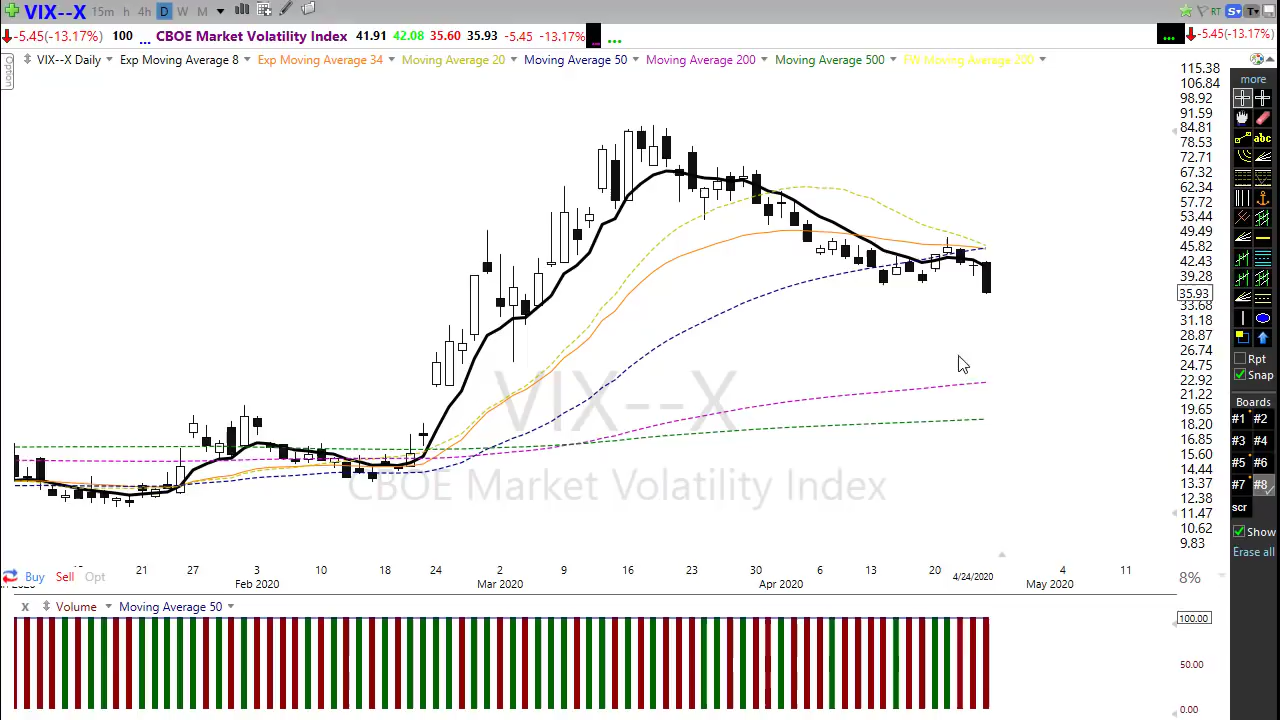 VIX--X 15m h 4h D W M RT S T
-5.45(-13.17%) 100 ... CBOE Market Volatility Index 41.91 42.08 35.60 35.93 -5.45 -13.17% ... ... ... -5.45(-13.17%)
Option VIX--X Daily Exp Moving Average 8 Exp Moving Average 34 Moving Average 20 Moving Average 50 Moving Average 200 Moving Average 500 FW Moving Average 200
115.38
106.84
98.92
91.59
84.81
78.53
72.71
67.32
62.34
57.72
53.44
49.49
45.82
42.43
39.28
35.93
33.68
31.18
28.87
26.74
24.75
22.92
21.22
19.65
18.20
16.85
15.60
14.44
13.37
12.38
11.47
10.62
9.83
VIX--X
CBOE Market Volatility Index
more
abc
Rpt
Snap
Boards
#1 #2
#3 #4
#5 #6
#7 #8
scr
Show
Erase all
21 27 3 10 18 24 2 9 16 23 30 6 13 20 4/24/2020 4 11
2020 Feb 2020 Mar 2020 Apr 2020 May 2020
Buy Sell Opt 8%
x Volume Moving Average 50
100.00
50.00
0.00